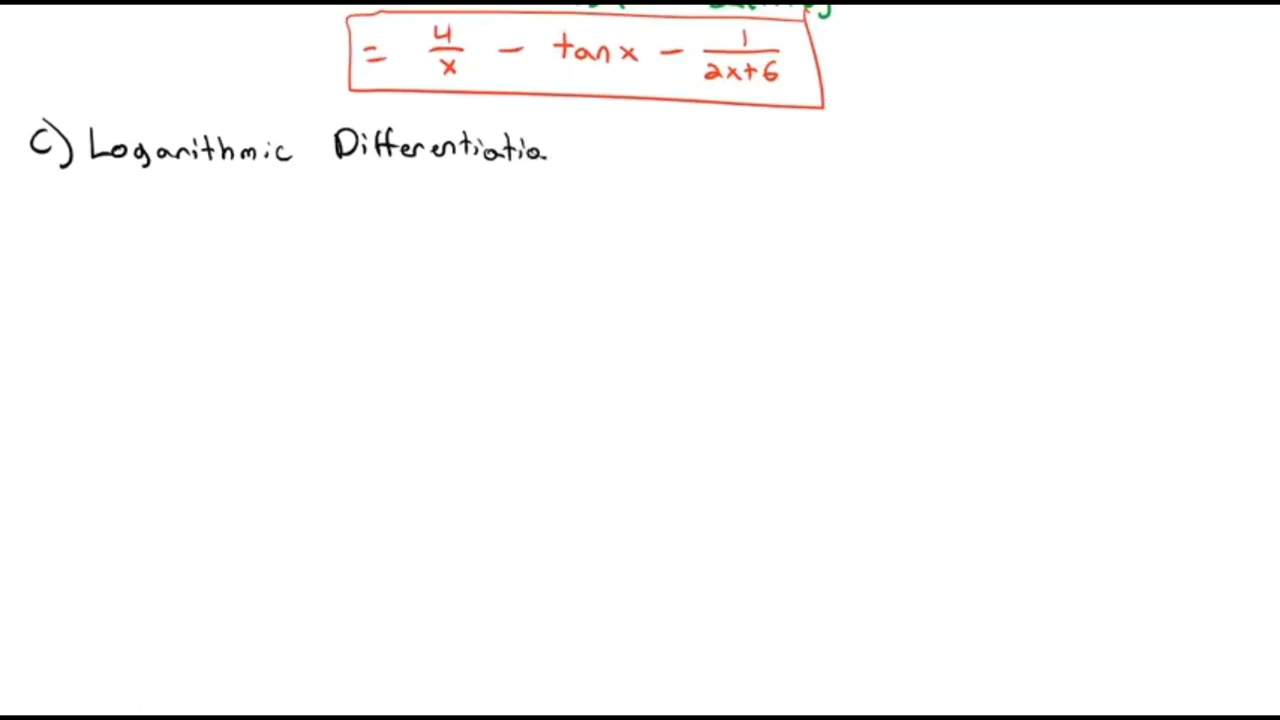 = 4/x - tan x - 1/(2x+6)
C) Logarithmic Differentiatio